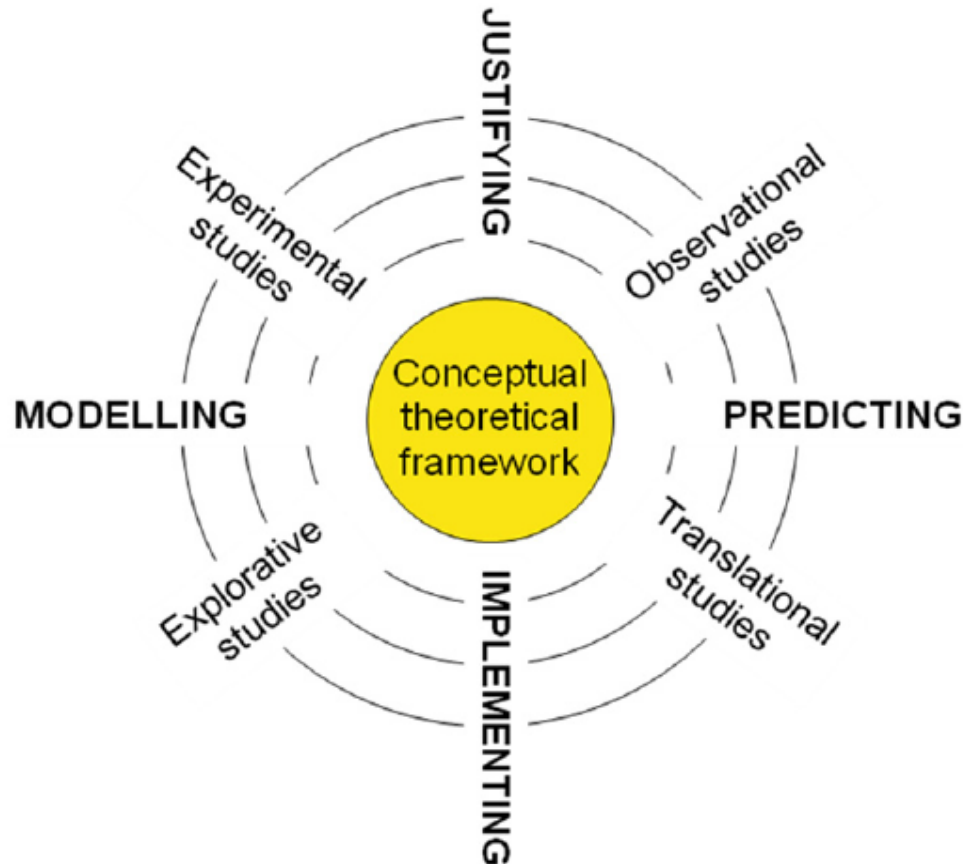 JUSTIFYING
Experimental
studies
Observational
studies
MODELLING
Conceptual
theoretical
framework
PREDICTING
Explorative
studies
IMPLEMENTING
Translational
studies